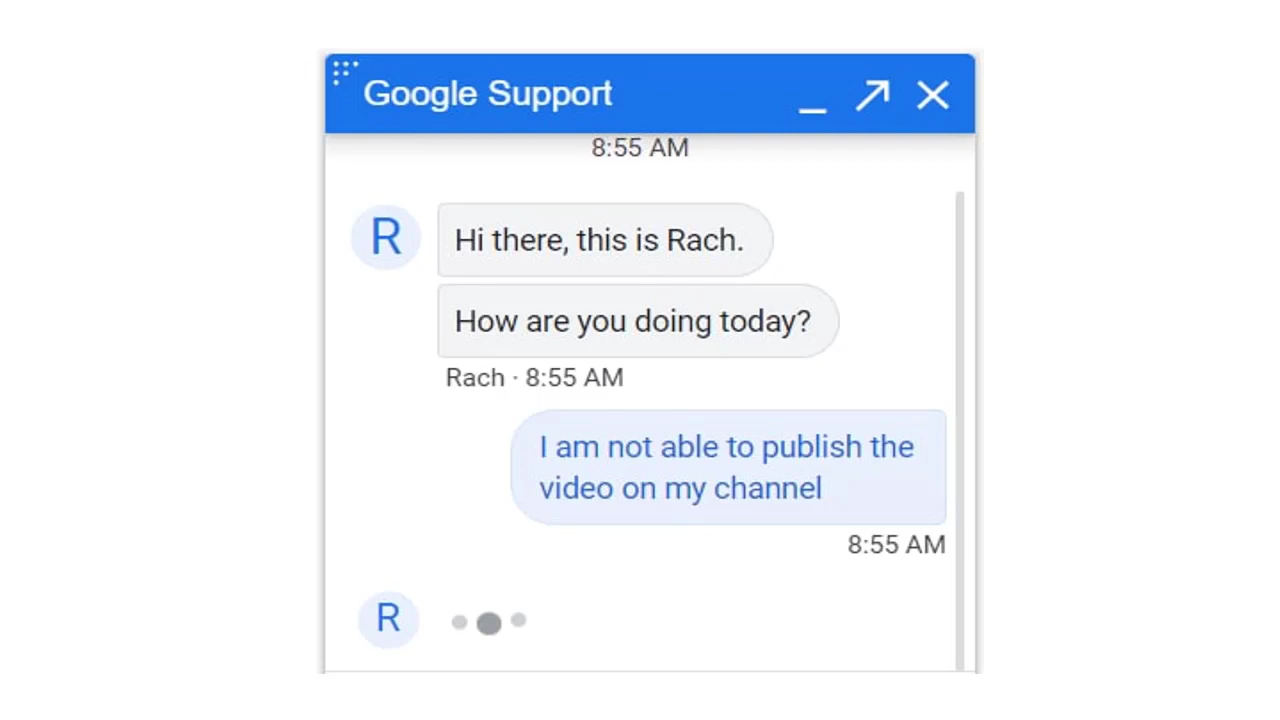 Google Support
8:55 AM
R
Hi there, this is Rach.
How are you doing today?
Rach · 8:55 AM
I am not able to publish the
video on my channel
8:55 AM
R